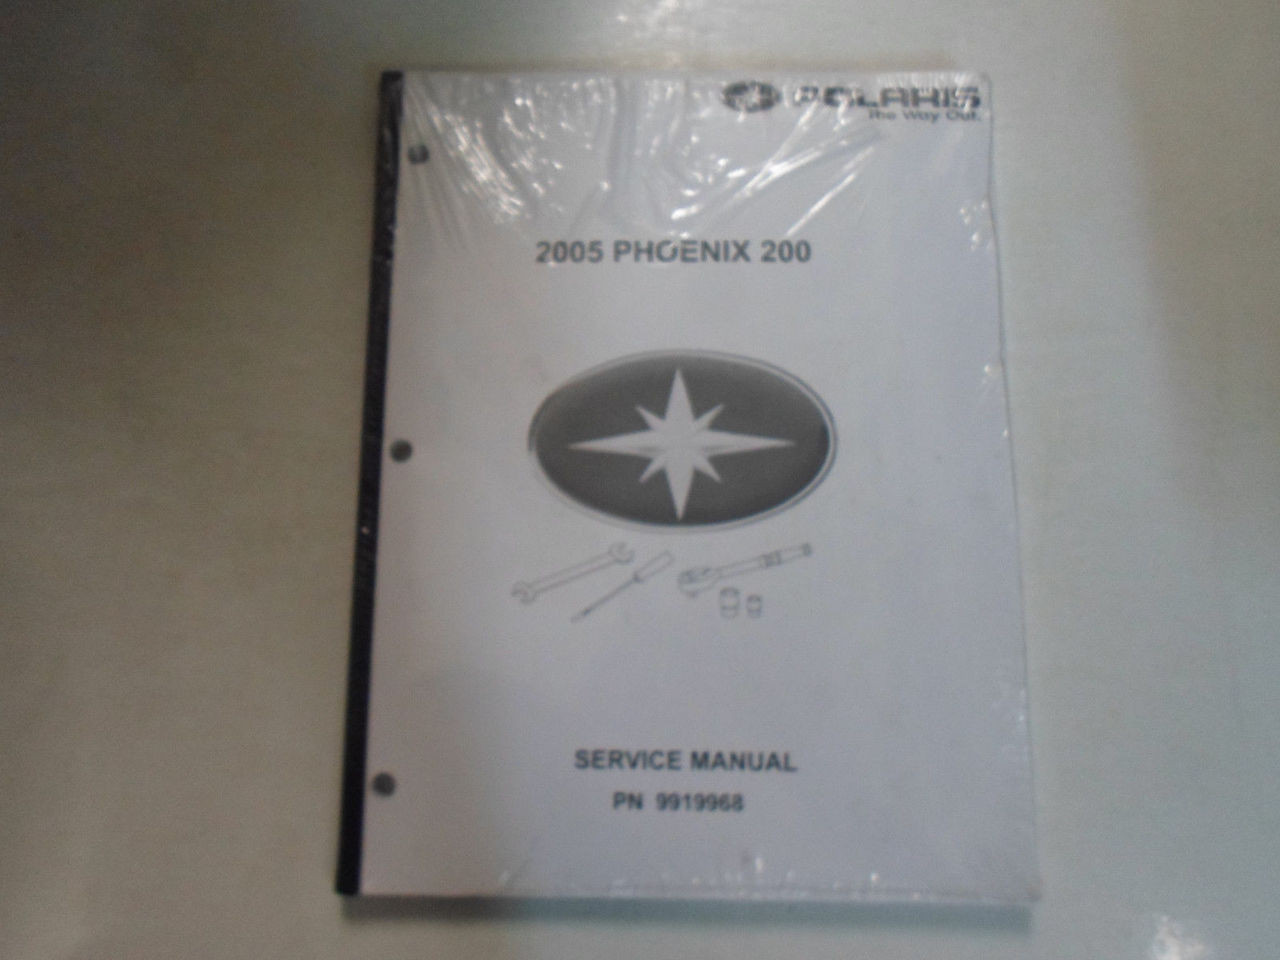 POLARIS
The Way Out.
2005 PHOENIX 200
SERVICE MANUAL
PN 9919968